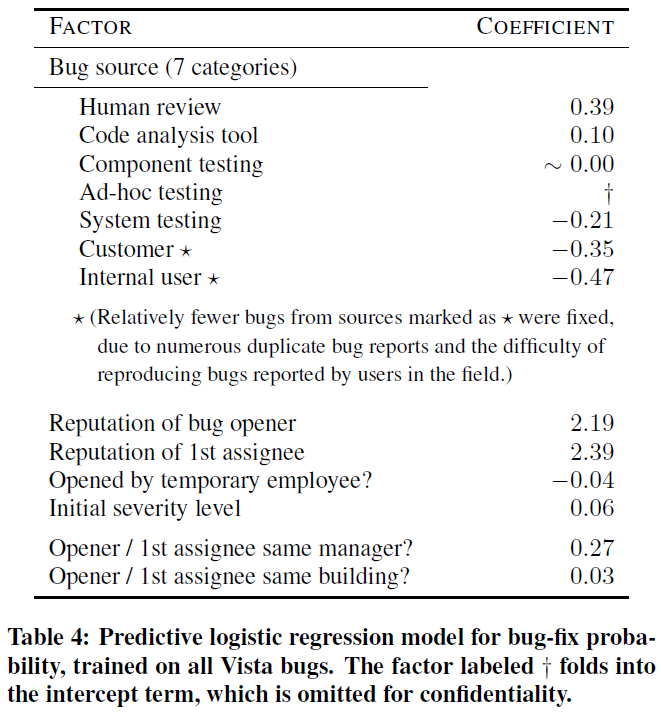 FACTOR COEFFICIENT
Bug source (7 categories)
Human review 0.39
Code analysis tool 0.10
Component testing ∼ 0.00
Ad-hoc testing †
System testing −0.21
Customer ⋆ −0.35
Internal user ⋆ −0.47
⋆ (Relatively fewer bugs from sources marked as ⋆ were fixed,
due to numerous duplicate bug reports and the difficulty of
reproducing bugs reported by users in the field.)
Reputation of bug opener 2.19
Reputation of 1st assignee 2.39
Opened by temporary employee? −0.04
Initial severity level 0.06
Opener / 1st assignee same manager? 0.27
Opener / 1st assignee same building? 0.03
Table 4: Predictive logistic regression model for bug-fix proba-
bility, trained on all Vista bugs. The factor labeled † folds into
the intercept term, which is omitted for confidentiality.